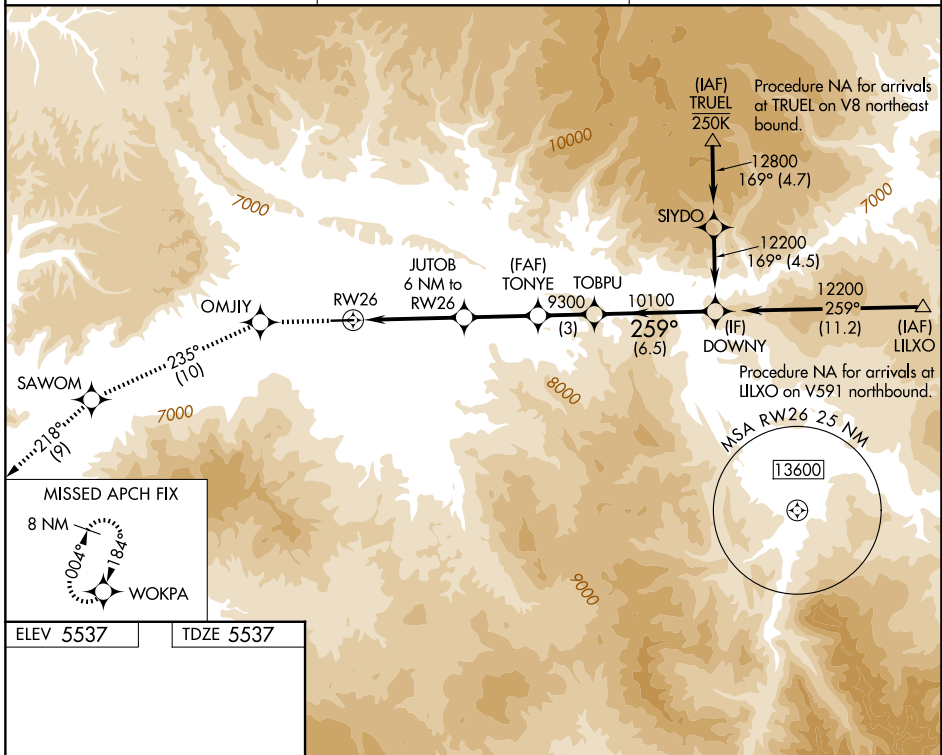 (IAF)
TRUEL
250K
Procedure NA for arrivals
at TRUEL on V8 northeast
bound.
10000
12800
169° (4.7)
7000
7000
SIYDO
12200
169° (4.5)
JUTOB
6 NM to
RW26
(FAF)
TONYE
TOBPU
OMJIY
RW26
9300
(3)
10100
259°
(6.5)
12200
259°
(11.2)
(IF)
DOWNY
(IAF)
LILXO
235°
(10)
SAWOM
7000
8000
Procedure NA for arrivals at
LILXO on V591 northbound.
218°
(9)
MSA RW26 25 NM
13600
MISSED APCH FIX
8 NM
004°
184°
WOKPA
9000
ELEV 5537
TDZE 5537